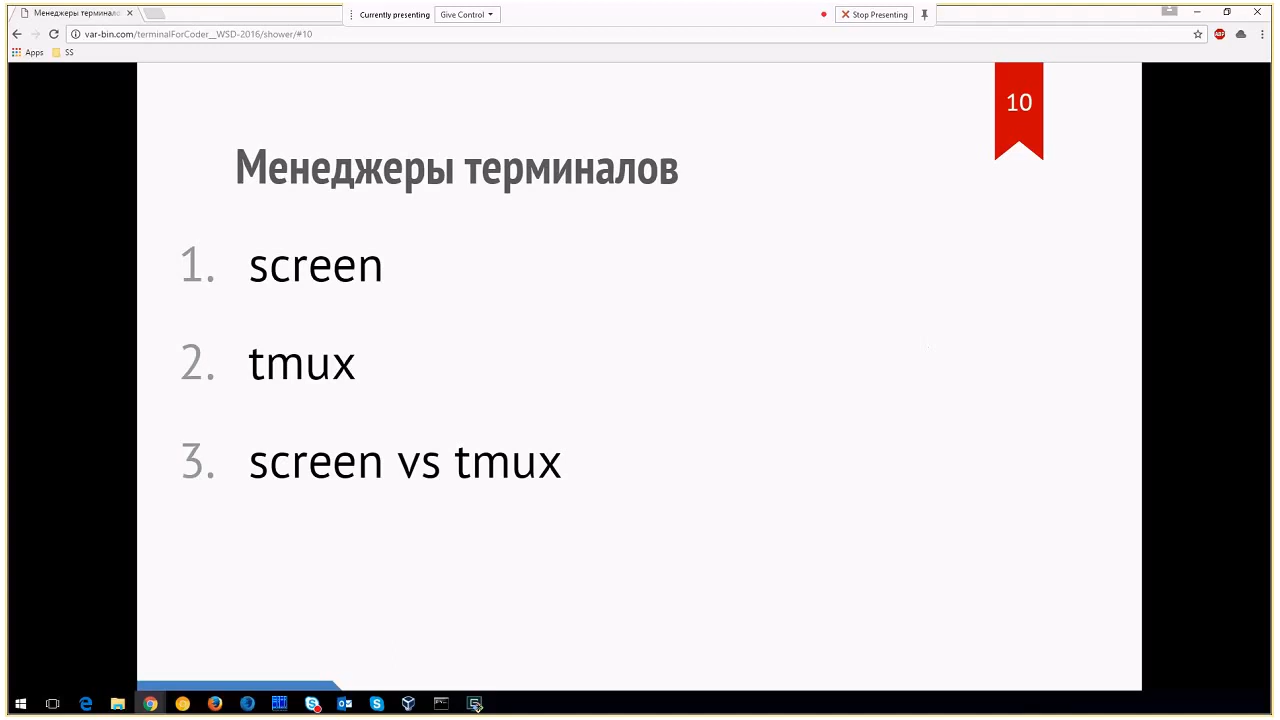 Менеджеры терминалов
Currently presenting
Give Control
Stop Presenting
var-bin.com/terminalForCoder__WSD-2016/shower/#10
Apps
SS
10
Менеджеры терминалов
1. screen
2. tmux
3. screen vs tmux